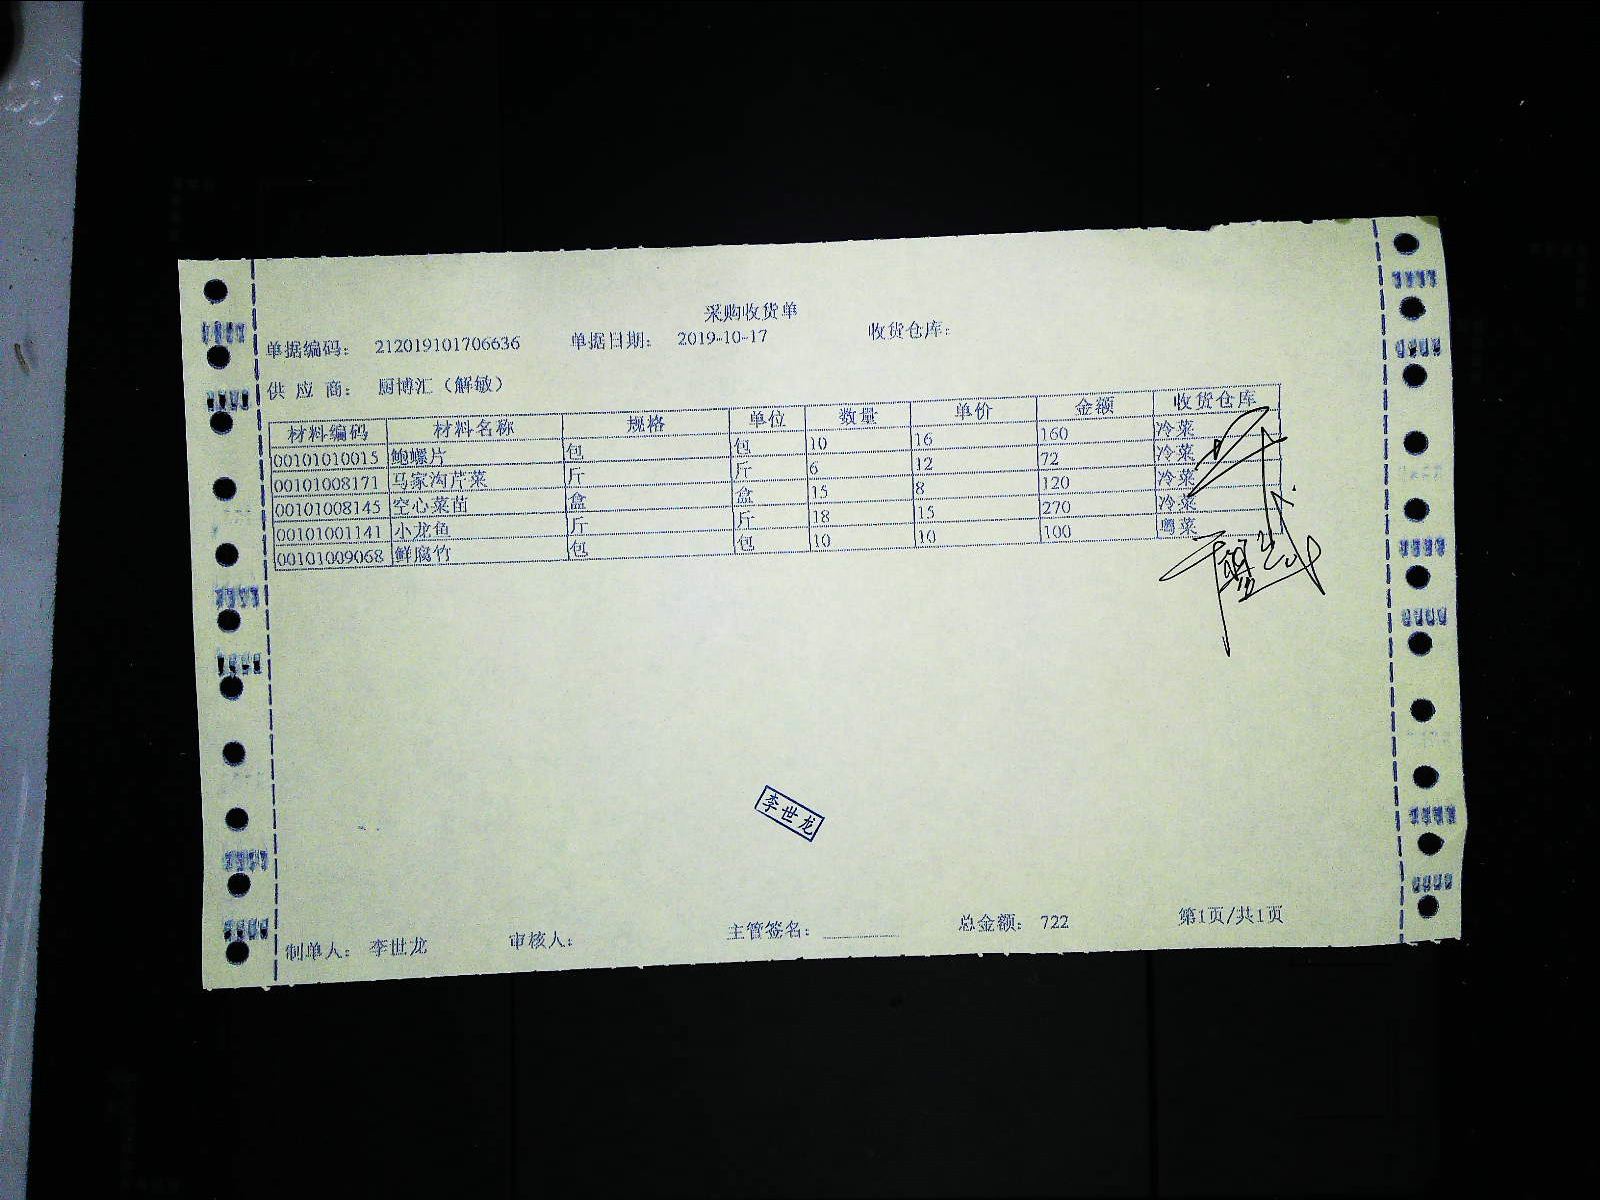 采购收货单
单据编码: 212019101706636 单据日期: 2019-10-17 收货仓库:
供 应 商: 厨博汇（解敏）
材料编码 材料名称 规格 单位 数量 单价 金额 收货仓库
00101010015 鲍螺片 包 包 10 16 160 冷菜
00101008171 马家沟芹菜 斤 斤 6 12 72 冷菜
00101008145 空心菜苗 盒 盒 15 8 120 冷菜
00101001141 小龙鱼 斤 斤 18 15 270 冷菜
00101009068 鲜腐竹 包 包 10 10 100 粤菜
李世龙
制单人: 李世龙 审核人: 主管签名: 总金额: 722 第1页/共1页